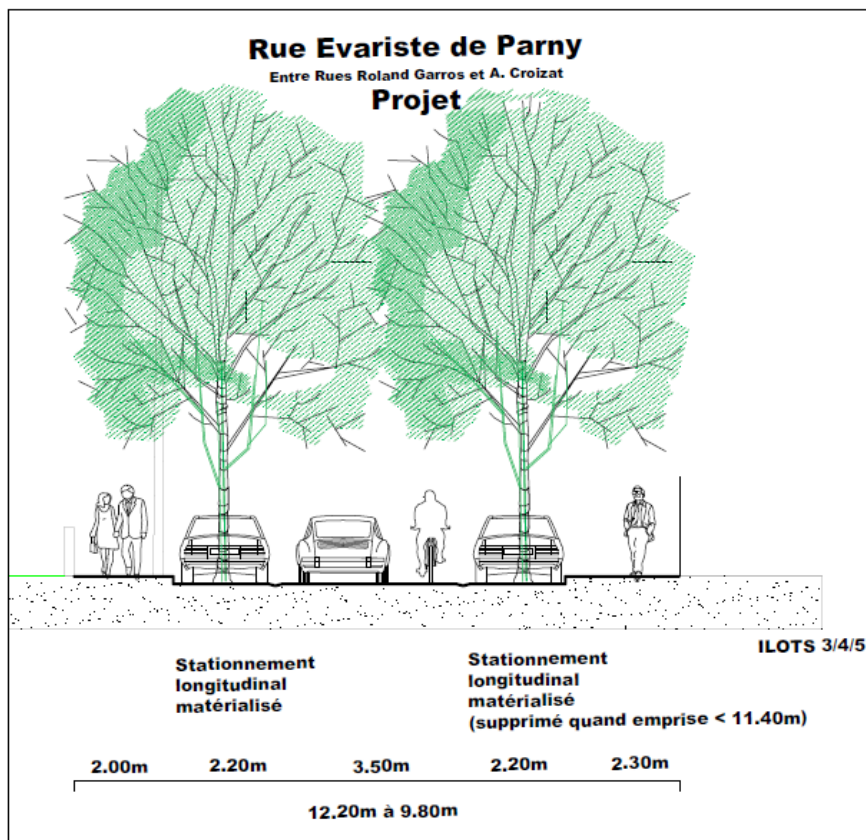 Rue Evariste de Parny
Entre Rues Roland Garros et A. Croizat
Projet
ILOTS 3/4/5
Stationnement
longitudinal
matérialisé
Stationnement
longitudinal
matérialisé
(supprimé quand emprise < 11.40m)
2.00m 2.20m 3.50m 2.20m 2.30m
12.20m à 9.80m